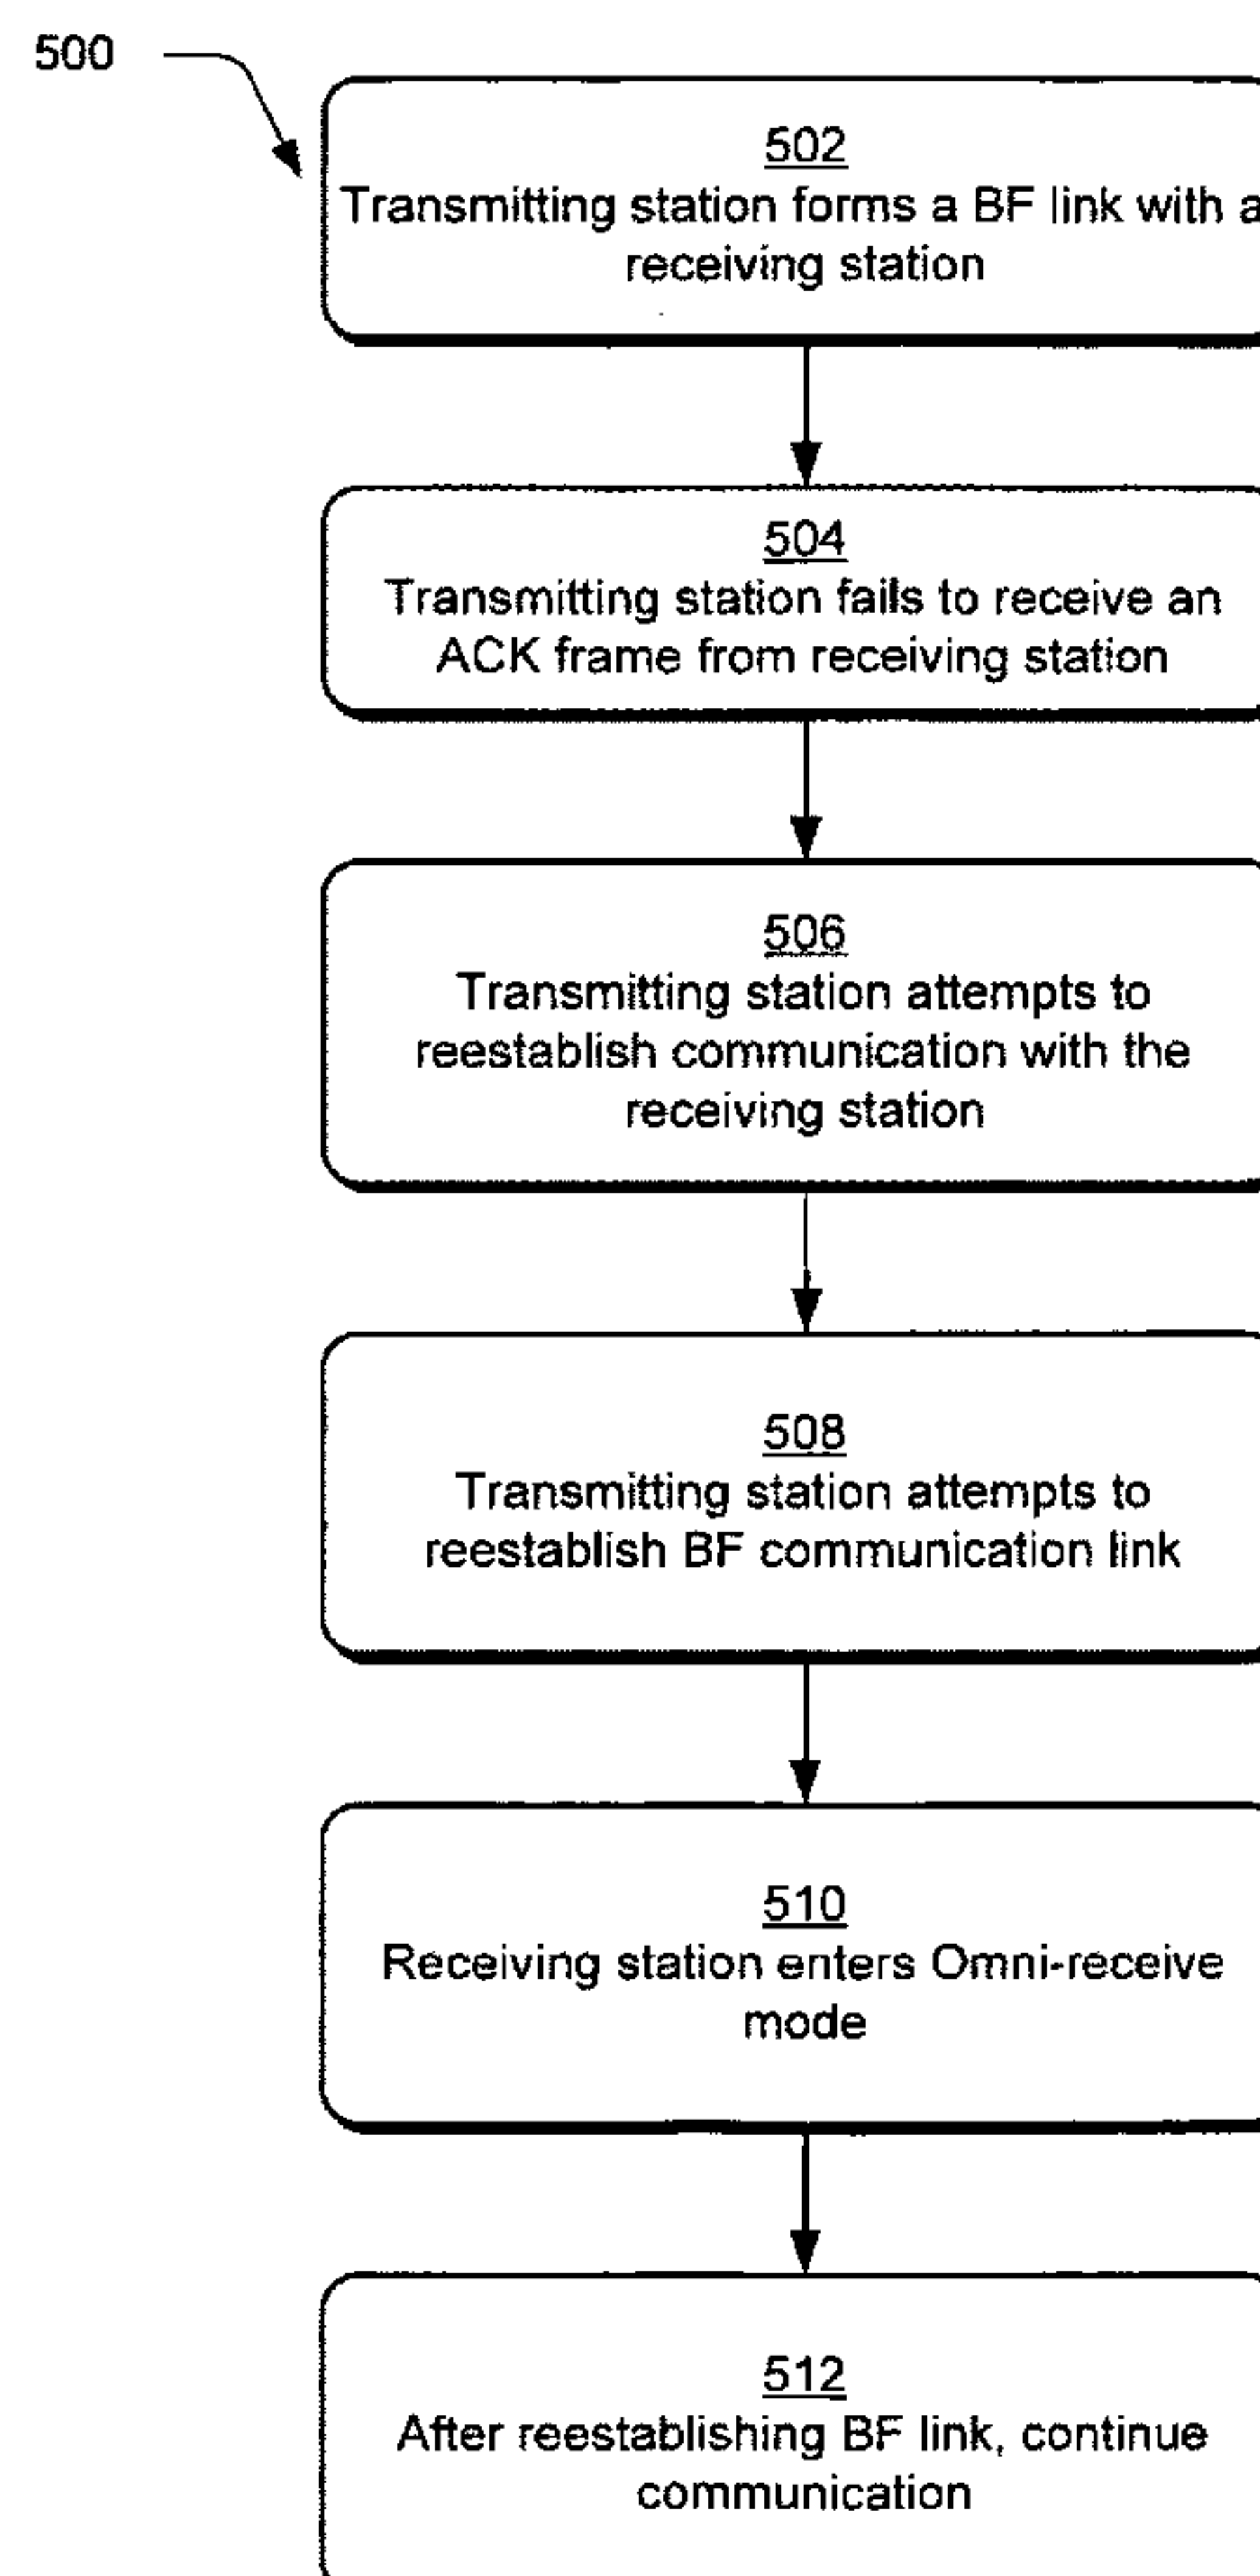 500
502
Transmitting station forms a BF link with a
receiving station
504
Transmitting station fails to receive an
ACK frame from receiving station
506
Transmitting station attempts to
reestablish communication with the
receiving station
508
Transmitting station attempts to
reestablish BF communication link
510
Receiving station enters Omni-receive
mode
512
After reestablishing BF link, continue
communication